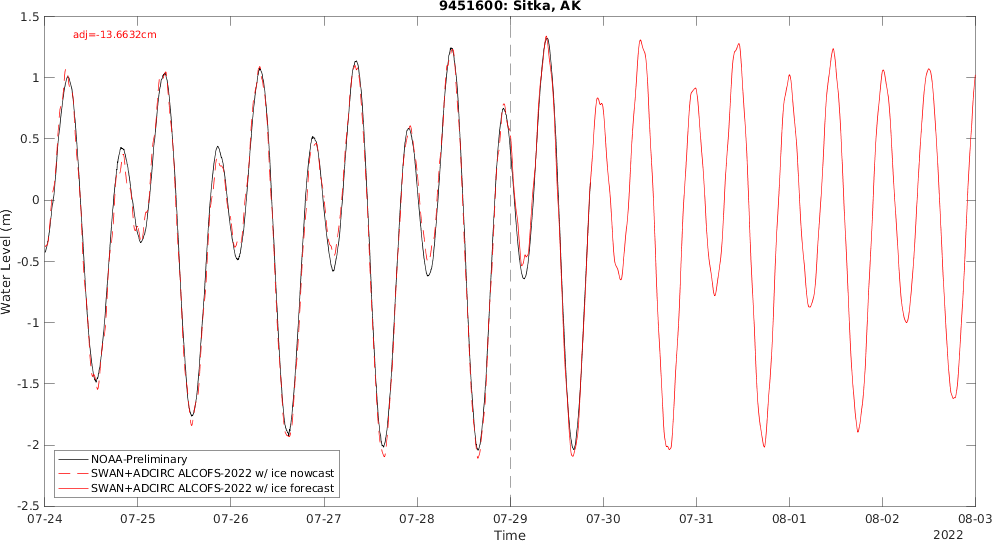 9451600: Sitka, AK
adj=-13.6632cm
Water Level (m)
1.5
1
0.5
0
-0.5
-1
-1.5
-2
-2.5
NOAA-Preliminary
SWAN+ADCIRC ALCOFS-2022 w/ ice nowcast
SWAN+ADCIRC ALCOFS-2022 w/ ice forecast
07-24 07-25 07-26 07-27 07-28 07-29 07-30 07-31 08-01 08-02 08-03
Time
2022